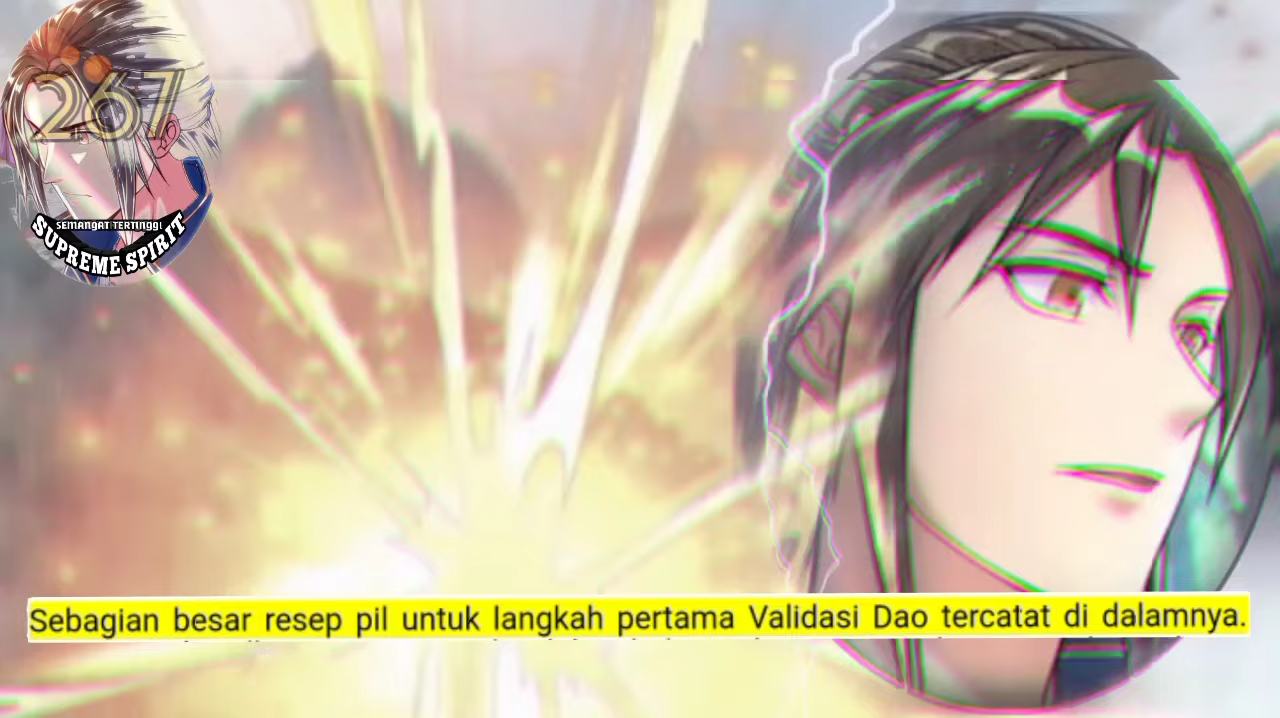 267
SEMANGAT TERTINGGI
SUPREME SPIRIT
Sebagian besar resep pil untuk langkah pertama Validasi Dao tercatat di dalamnya.